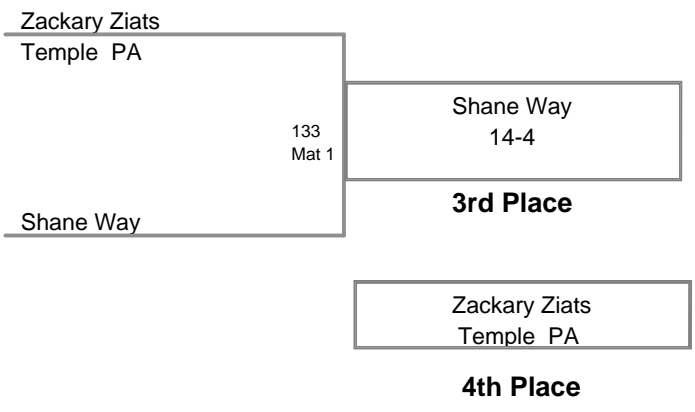 Zackary Ziats
Temple PA
133
Mat 1
Shane Way
14-4
3rd Place
Shane Way
Zackary Ziats
Temple PA
4th Place